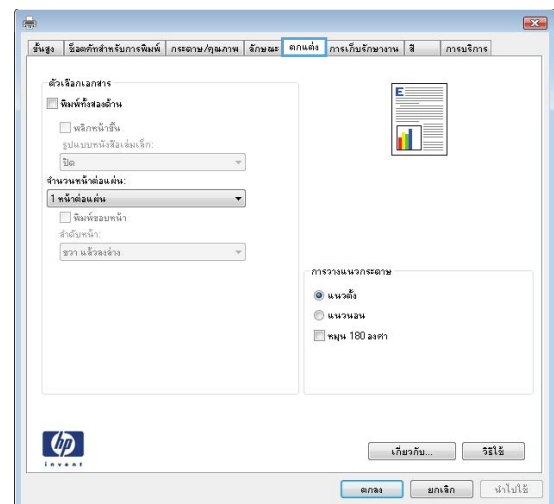 ขั้นสูง ช็อตคัทสำหรับการพิมพ์ กระดาษ/คุณภาพ ลักษณะ ตกแต่ง การเก็บรักษางาน สี การบริการ
ตัวเลือกเอกสาร
พิมพ์ทั้งสองด้าน
พลิกหน้าขึ้น
รูปแบบหนังสือเล่มเล็ก:
ปิด
จำนวนหน้าต่อแผ่น:
1 หน้าต่อแผ่น
พิมพ์ขอบหน้า
ลำดับหน้า:
ขวา แล้วลงล่าง
E
การวางแนวกระดาษ
แนวตั้ง
แนวนอน
หมุน 180 องศา
hp
invent
เกี่ยวกับ... วิธีใช้
ตกลง ยกเลิก นำไปใช้